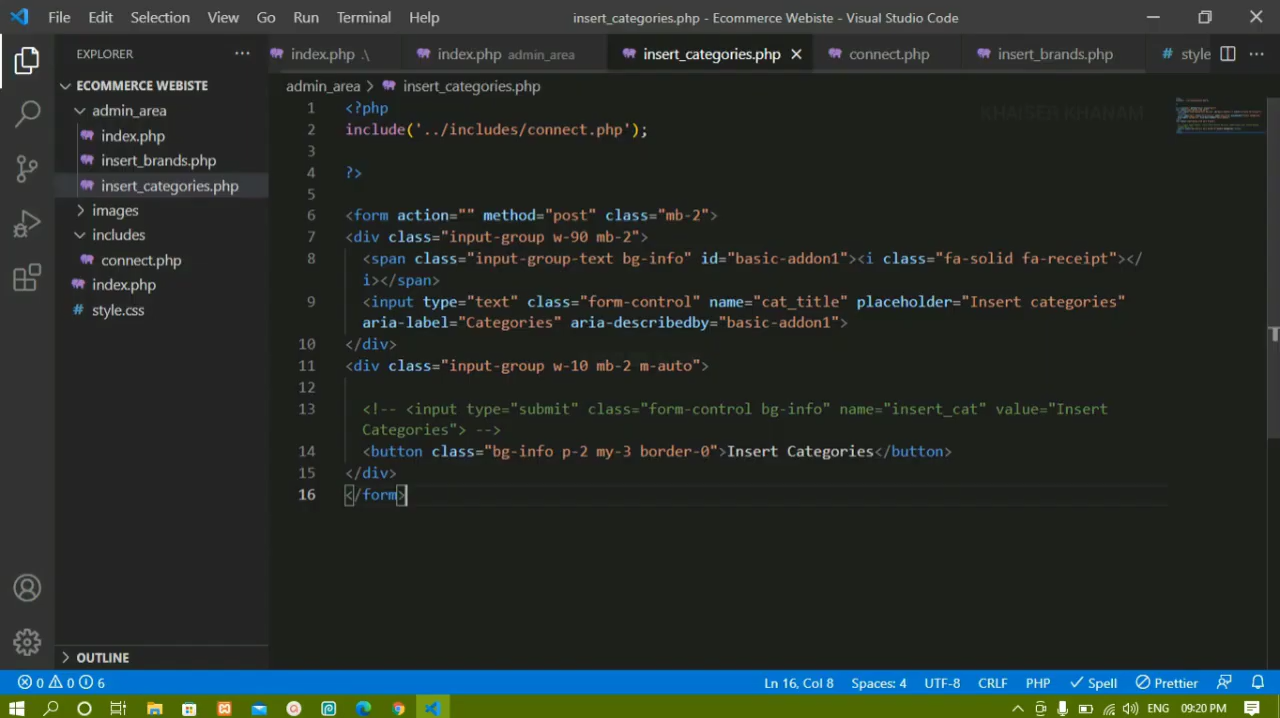 File Edit Selection View Go Run Terminal Help insert_categories.php - Ecommerce Webiste - Visual Studio Code
EXPLORER
index.php .\ index.php admin_area insert_categories.php connect.php insert_brands.php # style
ECOMMERCE WEBISTE
admin_area
index.php
insert_brands.php
insert_categories.php
images
includes
connect.php
index.php
# style.css
OUTLINE
admin_area > insert_categories.php
KHAISER KHANAM
1 <?php
2 include('../includes/connect.php');
3
4 ?>
5
6 <form action="" method="post" class="mb-2">
7 <div class="input-group w-90 mb-2">
8 <span class="input-group-text bg-info" id="basic-addon1"><i class="fa-solid fa-receipt"></
i></span>
9 <input type="text" class="form-control" name="cat_title" placeholder="Insert categories"
aria-label="Categories" aria-describedby="basic-addon1">
10 </div>
11 <div class="input-group w-10 mb-2 m-auto">
12
13 <!-- <input type="submit" class="form-control bg-info" name="insert_cat" value="Insert
Categories"> -->
14 <button class="bg-info p-2 my-3 border-0">Insert Categories</button>
15 </div>
16 </form>
0 0 6 Ln 16, Col 8 Spaces: 4 UTF-8 CRLF PHP Spell Prettier
ENG 09:20 PM